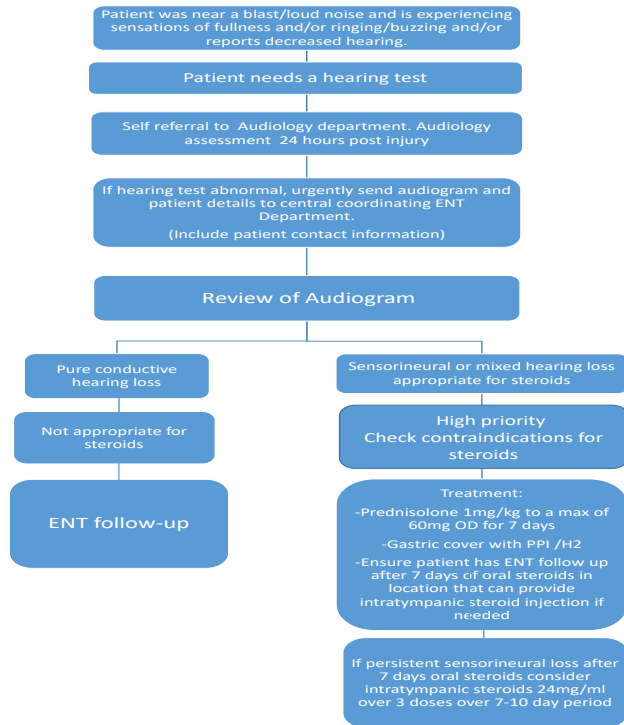 Patient was near a blast/loud noise and is experiencing
sensations of fullness and/or ringing/buzzing and/or
reports decreased hearing.
Patient needs a hearing test
Self referral to Audiology department. Audiology
assessment 24 hours post injury
If hearing test abnormal, urgently send audiogram and
patient details to central coordinating ENT
Department.
(Include patient contact information)
Review of Audiogram
Pure conductive
hearing loss
Not appropriate for
steroids
ENT follow-up
Sensorineural or mixed hearing loss
appropriate for steroids
High priority
Check contraindications for
steroids
Treatment:
-Prednisolone 1mg/kg to a max of
60mg OD for 7 days
-Gastric cover with PPI /H2
-Ensure patient has ENT follow up
after 7 days of oral steroids in
location that can provide
intratympanic steroid injection if
needed
If persistent sensorineural loss after
7 days oral steroids consider
intratympanic steroids 24mg/ml
over 3 doses over 7-10 day period